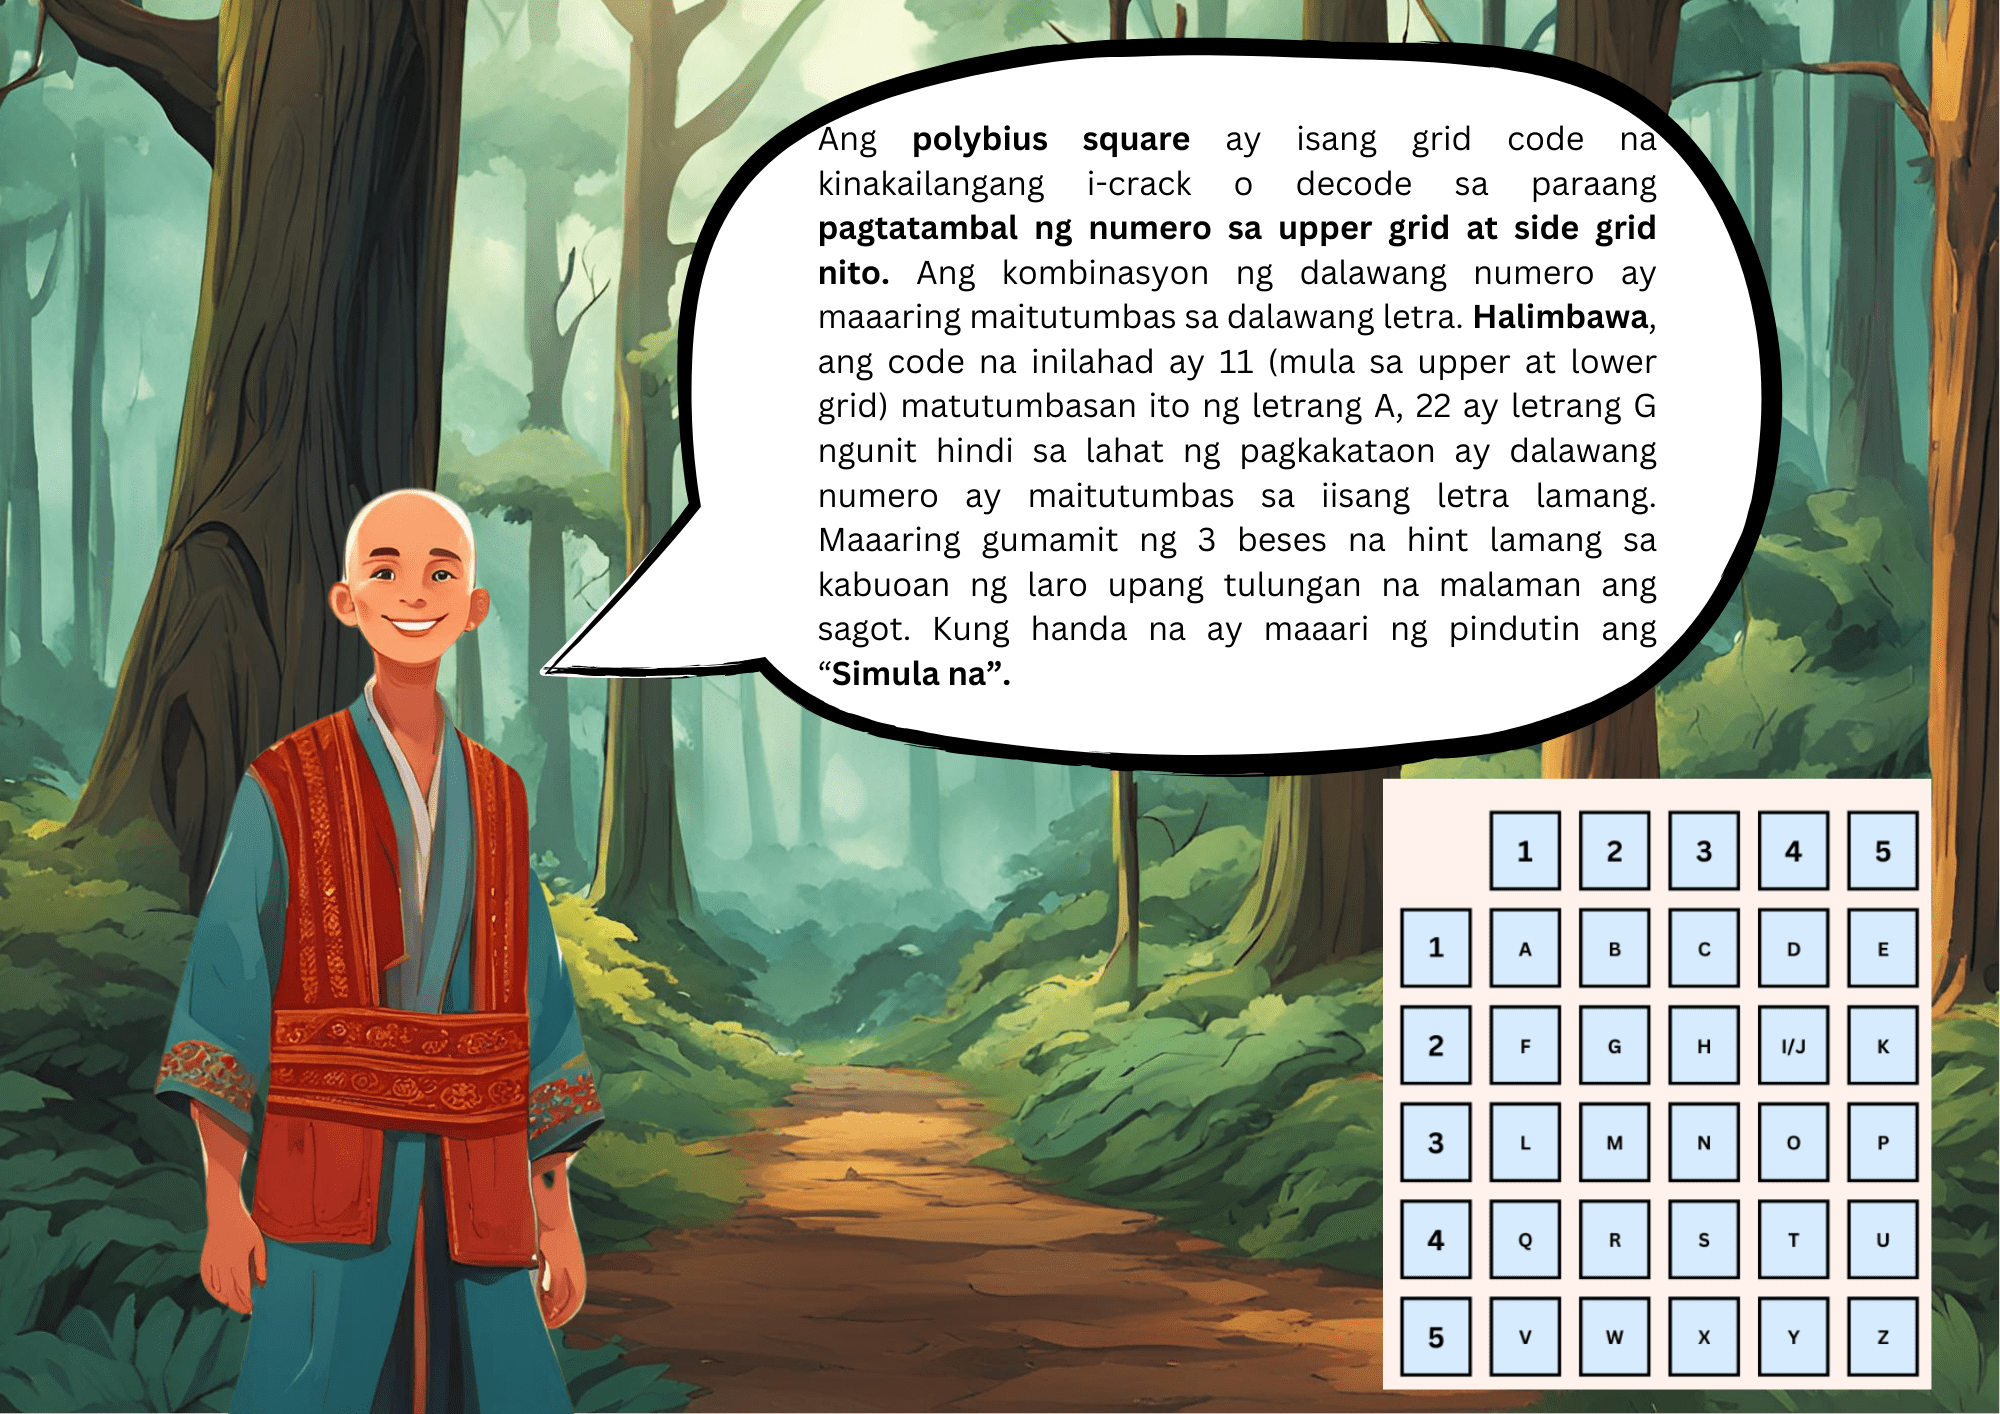 Ang polybius square ay isang grid code na
kinakailangang i-crack o decode sa paraang
pagtatambal ng numero sa upper grid at side grid
nito. Ang kombinasyon ng dalawang numero ay
maaaring maitutumbas sa dalawang letra. Halimbawa,
ang code na inilahad ay 11 (mula sa upper at lower
grid) matutumbasan ito ng letrang A, 22 ay letrang G
ngunit hindi sa lahat ng pagkakataon ay dalawang
numero ay maitutumbas sa iisang letra lamang.
Maaaring gumamit ng 3 beses na hint lamang sa
kabuoan ng laro upang tulungan na malaman ang
sagot. Kung handa na ay maaari ng pindutin ang
“Simula na”.
1 2 3 4 5
1 A B C D E
2 F G H I/J K
3 L M N O P
4 Q R S T U
5 V W X Y Z